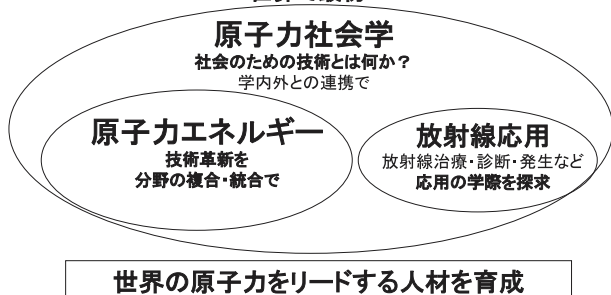 原子力社会学
社会のための技術とは何か？
学内外との連携で
原子力エネルギー
技術革新を
分野の複合・統合で
放射線応用
放射線治療・診断・発生など
応用の学際を探求
世界の原子力をリードする人材を育成